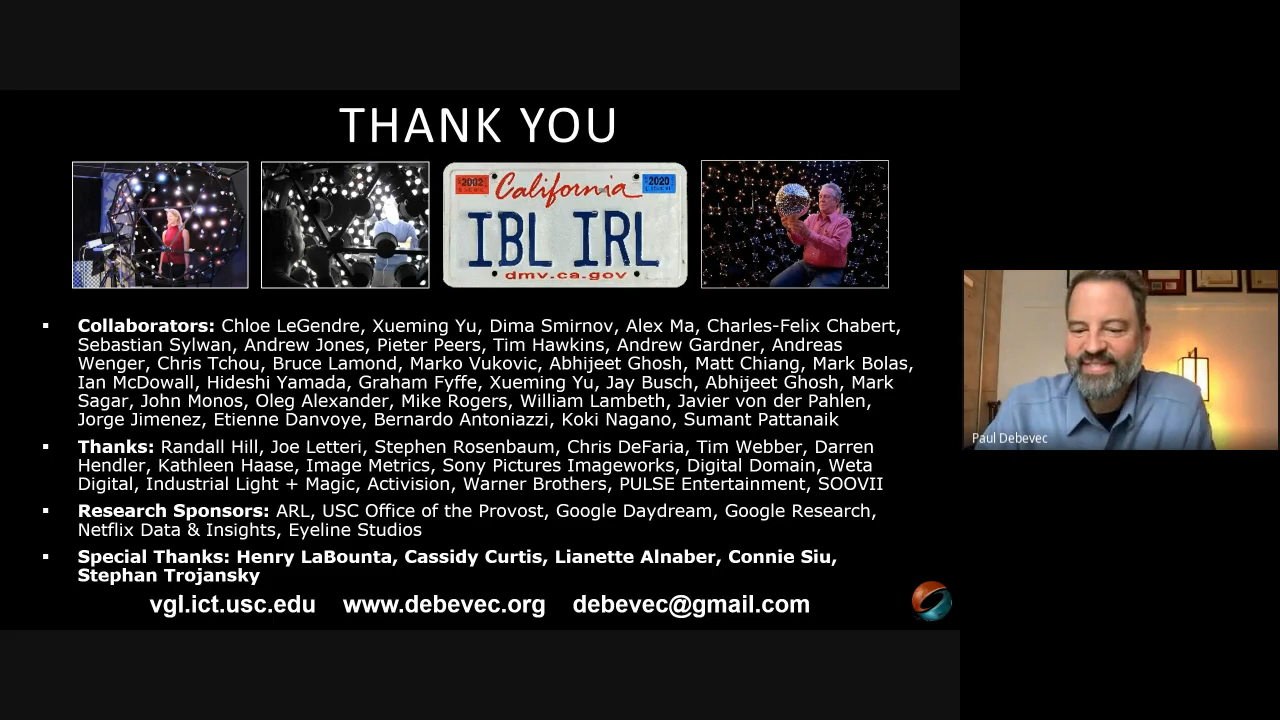 THANK YOU
2002
2020
California
IBL IRL
dmv.ca.gov
▪ Collaborators: Chloe LeGendre, Xueming Yu, Dima Smirnov, Alex Ma, Charles-Felix Chabert,
Sebastian Sylwan, Andrew Jones, Pieter Peers, Tim Hawkins, Andrew Gardner, Andreas
Wenger, Chris Tchou, Bruce Lamond, Marko Vukovic, Abhijeet Ghosh, Matt Chiang, Mark Bolas,
Ian McDowall, Hideshi Yamada, Graham Fyffe, Xueming Yu, Jay Busch, Abhijeet Ghosh, Mark
Sagar, John Monos, Oleg Alexander, Mike Rogers, William Lambeth, Javier von der Pahlen,
Jorge Jimenez, Etienne Danvoye, Bernardo Antoniazzi, Koki Nagano, Sumant Pattanaik
▪ Thanks: Randall Hill, Joe Letteri, Stephen Rosenbaum, Chris DeFaria, Tim Webber, Darren
Hendler, Kathleen Haase, Image Metrics, Sony Pictures Imageworks, Digital Domain, Weta
Digital, Industrial Light + Magic, Activision, Warner Brothers, PULSE Entertainment, SOOVII
▪ Research Sponsors: ARL, USC Office of the Provost, Google Daydream, Google Research,
Netflix Data & Insights, Eyeline Studios
▪ Special Thanks: Henry LaBounta, Cassidy Curtis, Lianette Alnaber, Connie Siu,
Stephan Trojansky
vgl.ict.usc.edu www.debevec.org debevec@gmail.com
Paul Debevec